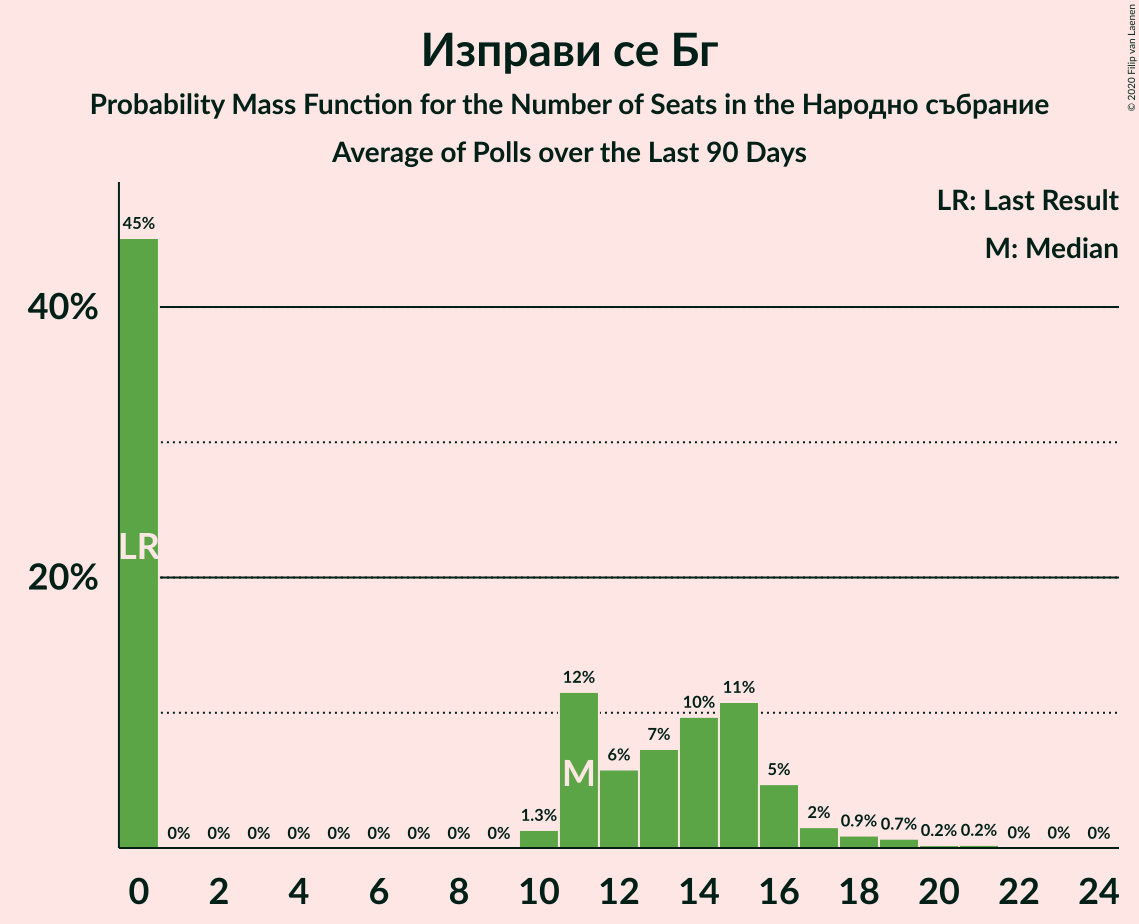 Изправи се Бг
Probability Mass Function for the Number of Seats in the Народно събрание
Average of Polls over the Last 90 Days
© 2020 Filip van Laenen
LR: Last Result
M: Median
45%
40%
LR
20%
12%
11%
10%
7%
6%
M
5%
0% 0% 0% 0% 0% 0% 0% 0% 0% 1.3% 2% 0.9% 0.7% 0.2% 0.2% 0% 0% 0%
0 2 4 6 8 10 12 14 16 18 20 22 24